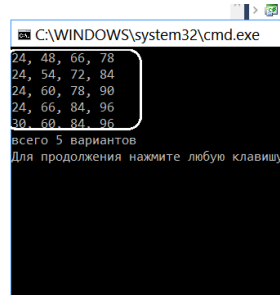 C:\WINDOWS\system32\cmd.exe
24, 48, 66, 78
24, 54, 72, 84
24, 60, 78, 90
24, 66, 84, 96
30, 60, 84, 96
всего 5 вариантов
Для продолжения нажмите любую клавишу